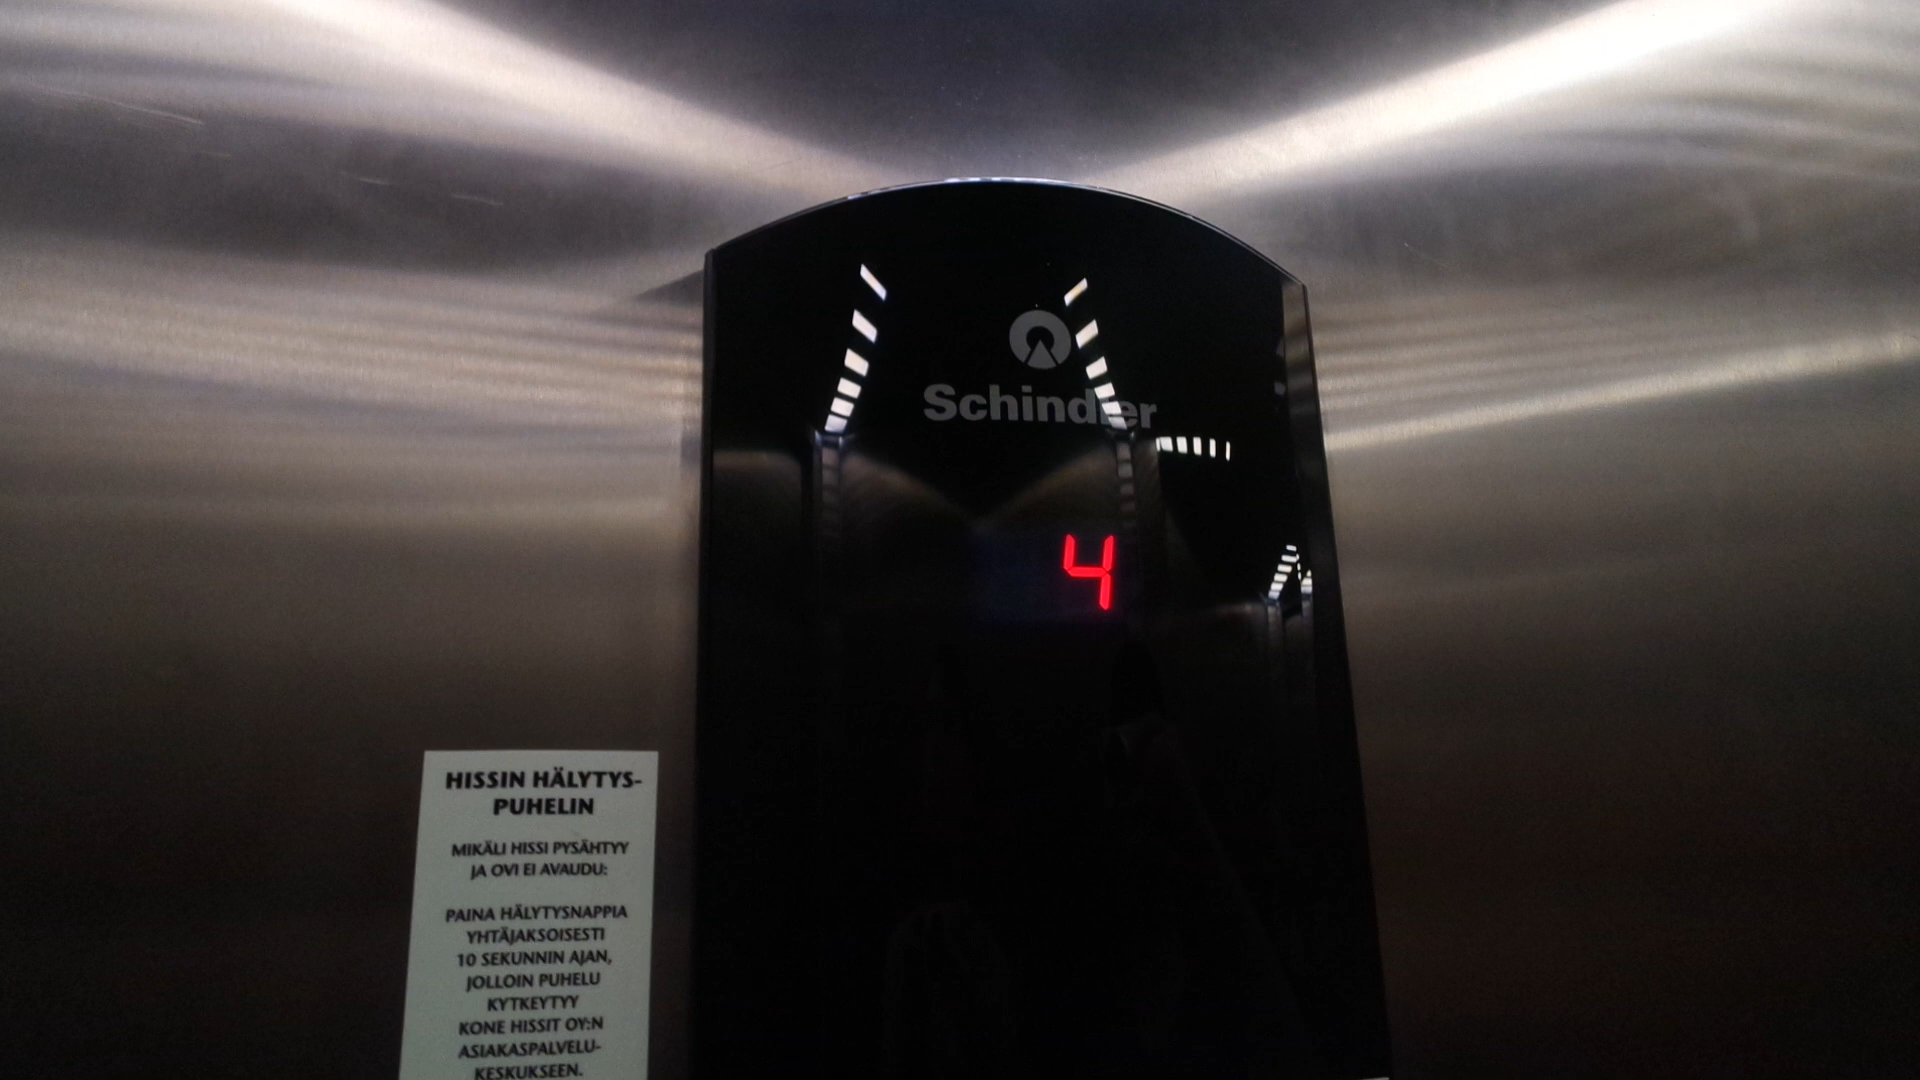 Schindler
4
HISSIN HÄLYTYS-
PUHELIN
MIKÄLI HISSI PYSÄHTYY
JA OVI EI AVAUDU:
PAINA HÄLYTYSNAPPIA
YHTÄJAKSOISESTI
10 SEKUNNIN AJAN,
JOLLOIN PUHELU
KYTKEYTYY
KONE HISSIT OY:N
ASIAKASPALVELU-
KESKUKSEEN.